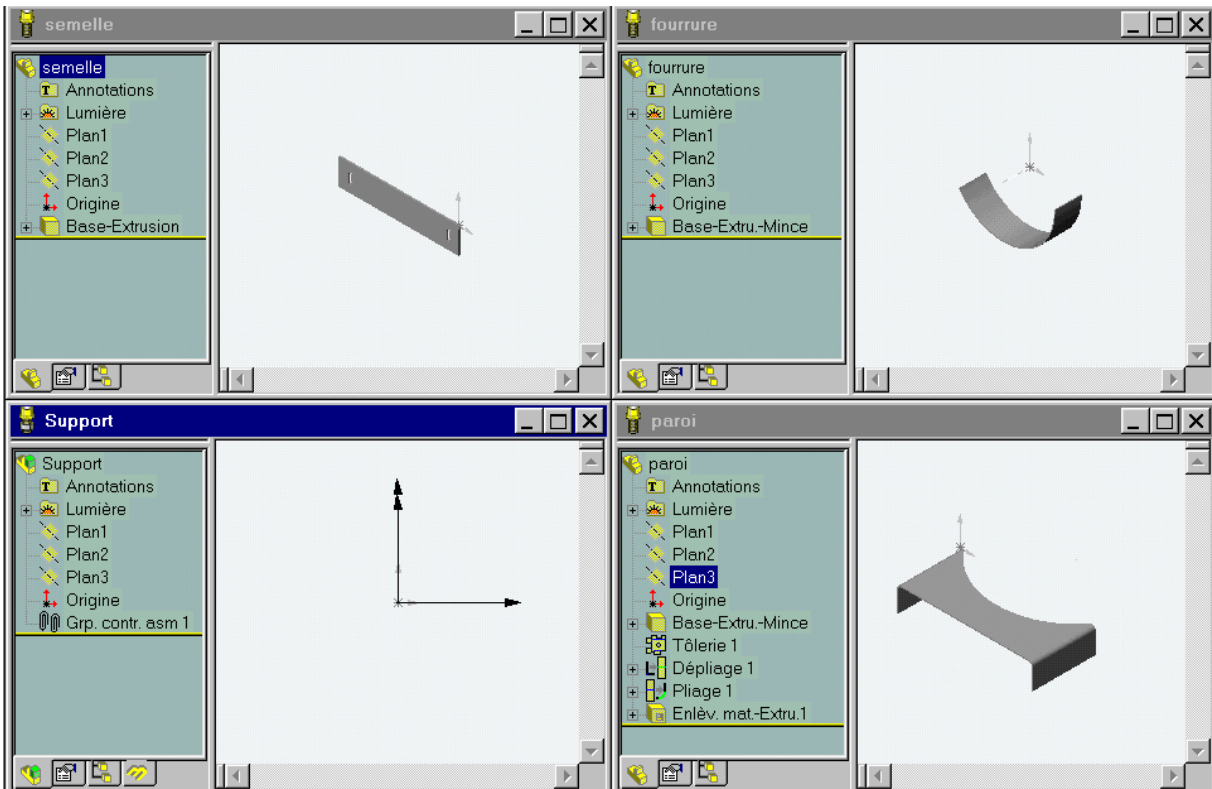 semelle
semelle
Annotations
Lumière
Plan1
Plan2
Plan3
Origine
Base-Extrusion
fourrure
fourrure
Annotations
Lumière
Plan1
Plan2
Plan3
Origine
Base-Extru.-Mince
Support
Support
Annotations
Lumière
Plan1
Plan2
Plan3
Origine
Grp. contr. asm 1
paroi
paroi
Annotations
Lumière
Plan1
Plan2
Plan3
Origine
Base-Extru.-Mince
Tôlerie 1
Dépliage 1
Pliage 1
Enlèv. mat.-Extru.1